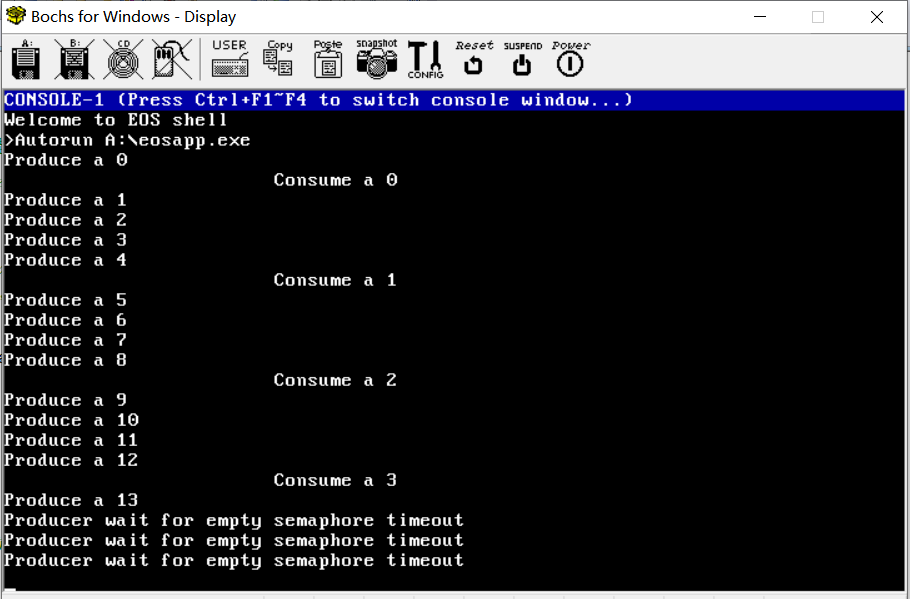 Bochs for Windows - Display
A: B: CD USER Copy Paste snapshot CONFIG Reset SUSPEND Power
CONSOLE-1 (Press Ctrl+F1~F4 to switch console window...)
Welcome to EOS shell
>Autorun A:\eosapp.exe
Produce a 0
Consume a 0
Produce a 1
Produce a 2
Produce a 3
Produce a 4
Consume a 1
Produce a 5
Produce a 6
Produce a 7
Produce a 8
Consume a 2
Produce a 9
Produce a 10
Produce a 11
Produce a 12
Consume a 3
Produce a 13
Producer wait for empty semaphore timeout
Producer wait for empty semaphore timeout
Producer wait for empty semaphore timeout